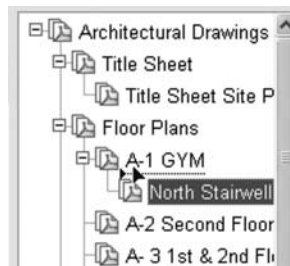 Architectural Drawings
Title Sheet
Title Sheet Site P
Floor Plans
A-1 GYM
North Stairwell
A-2 Second Floor
A- 3 1st & 2nd Fl